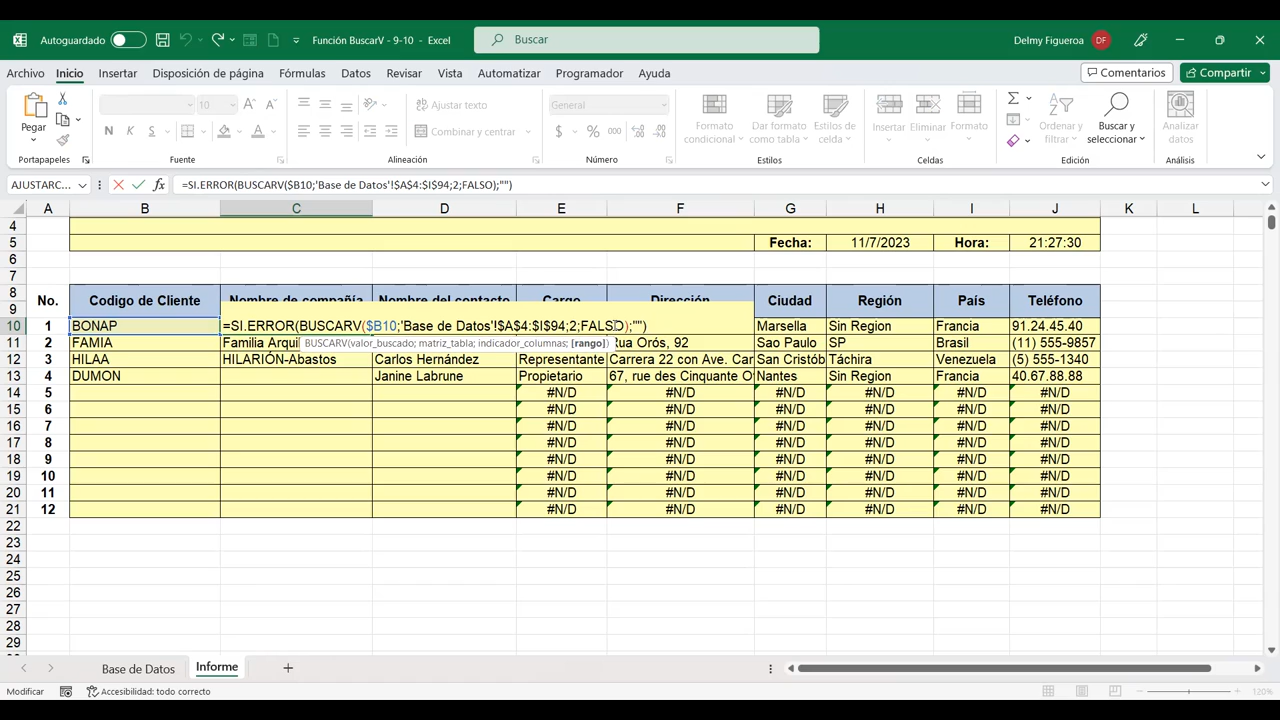 Autoguardado Función BuscarV - 9-10 - Excel Buscar Delmy Figueroa DF
Archivo Inicio Insertar Disposición de página Fórmulas Datos Revisar Vista Automatizar Programador Ayuda Comentarios Compartir
Pegar 10 A A Ajustar texto General
N K S A Combinar y centrar $ % 000
Formato condicional Dar formato como tabla Estilos de celda Insertar Eliminar Formato Ordenar y filtrar Buscar y seleccionar Analizar datos
Portapapeles Fuente Alineación Número Estilos Celdas Edición Análisis
AJUSTARC... fx =SI.ERROR(BUSCARV($B10;'Base de Datos'!$A$4:$I$94;2;FALSO);"")
A B C D E F G H I J K L
4
5 Fecha: 11/7/2023 Hora: 21:27:30
6
7
8 No. Codigo de Cliente Nombre de compañía Nombre del contacto Cargo Dirección Ciudad Región País Teléfono
9
10 1 BONAP =SI.ERROR(BUSCARV($B10;'Base de Datos'!$A$4:$I$94;2;FALSO);"") Marsella Sin Region Francia 91.24.45.40
BUSCARV(valor_buscado; matriz_tabla; indicador_columnas; [rango])
11 2 FAMIA Familia Arqui Rua Orós, 92 Sao Paulo SP Brasil (11) 555-9857
12 3 HILAA HILARIÓN-Abastos Carlos Hernández Representante Carrera 22 con Ave. Car San Cristób Táchira Venezuela (5) 555-1340
13 4 DUMON Janine Labrune Propietario 67, rue des Cinquante O Nantes Sin Region Francia 40.67.88.88
14 5 #N/D #N/D #N/D #N/D #N/D #N/D
15 6 #N/D #N/D #N/D #N/D #N/D #N/D
16 7 #N/D #N/D #N/D #N/D #N/D #N/D
17 8 #N/D #N/D #N/D #N/D #N/D #N/D
18 9 #N/D #N/D #N/D #N/D #N/D #N/D
19 10 #N/D #N/D #N/D #N/D #N/D #N/D
20 11 #N/D #N/D #N/D #N/D #N/D #N/D
21 12 #N/D #N/D #N/D #N/D #N/D #N/D
22
23
24
25
26
27
28
29
Base de Datos Informe
Modificar Accesibilidad: todo correcto 120%